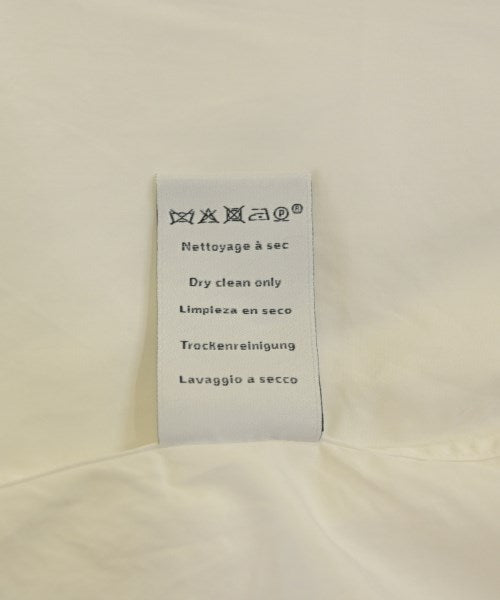 P ®
Nettoyage à sec
Dry clean only
Limpieza en seco
Trockenreinigung
Lavaggio a secco